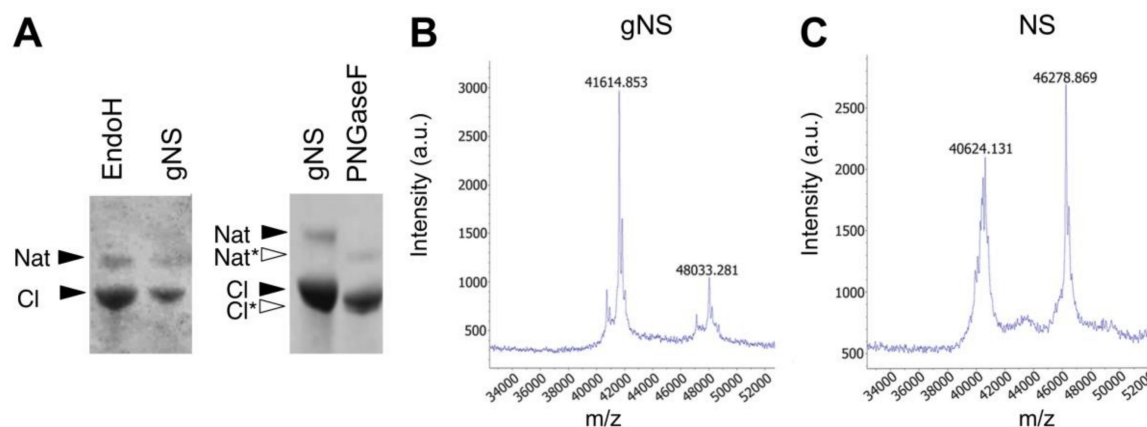 A
EndoH
gNS
Nat
Cl
gNS
PNGaseF
Nat
Nat*
Cl
Cl*
B
gNS
Intensity (a.u.)
3000
2500
2000
1500
1000
500
41614.853
48033.281
34000 36000 38000 40000 42000 44000 46000 48000 50000 52000
m/z
C
NS
Intensity (a.u.)
2500
2000
1500
1000
500
40624.131
46278.869
34000 36000 38000 40000 42000 44000 46000 48000 50000 5200
m/z